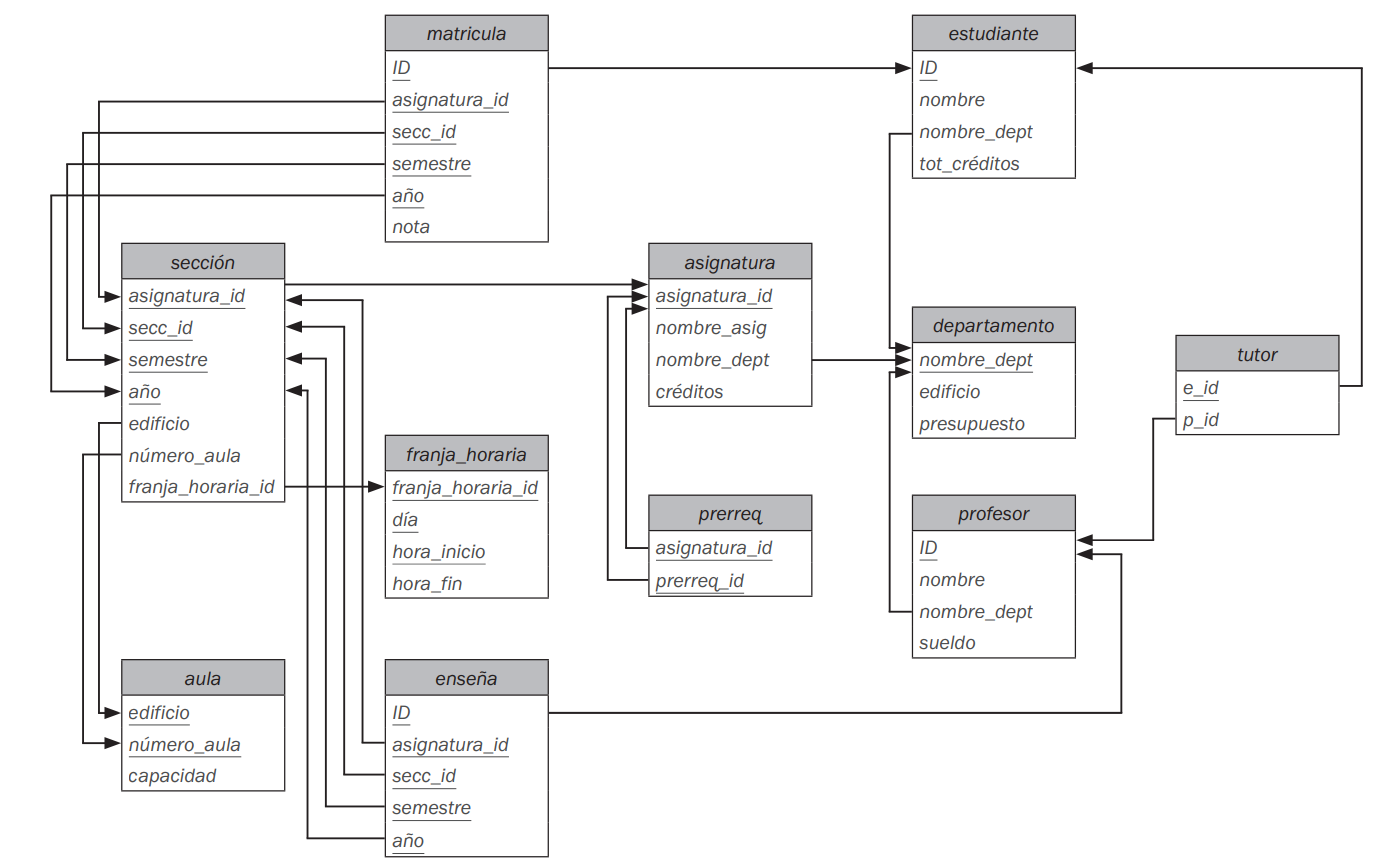 matricula
ID
asignatura_id
secc_id
semestre
año
nota
estudiante
ID
nombre
nombre_dept
tot_créditos
sección
asignatura_id
secc_id
semestre
año
edificio
número_aula
franja_horaria_id
asignatura
asignatura_id
nombre_asig
nombre_dept
créditos
departamento
nombre_dept
edificio
presupuesto
tutor
e_id
p_id
franja_horaria
franja_horaria_id
día
hora_inicio
hora_fin
prerreq
asignatura_id
prerreq_id
profesor
ID
nombre
nombre_dept
sueldo
aula
edificio
número_aula
capacidad
enseña
ID
asignatura_id
secc_id
semestre
año